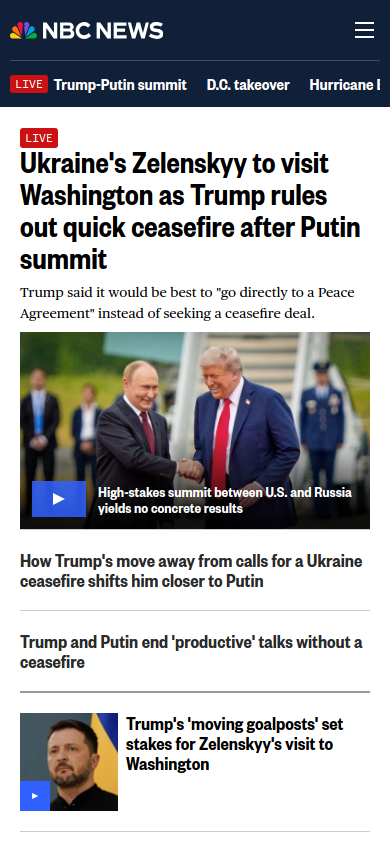 NBC NEWS
LIVE Trump-Putin summit D.C. takeover Hurricane
LIVE
Ukraine's Zelenskyy to visit
Washington as Trump rules
out quick ceasefire after Putin
summit
Trump said it would be best to "go directly to a Peace
Agreement" instead of seeking a ceasefire deal.
High-stakes summit between U.S. and Russia
yields no concrete results
How Trump's move away from calls for a Ukraine
ceasefire shifts him closer to Putin
Trump and Putin end 'productive' talks without a
ceasefire
Trump's 'moving goalposts' set
stakes for Zelenskyy's visit to
Washington